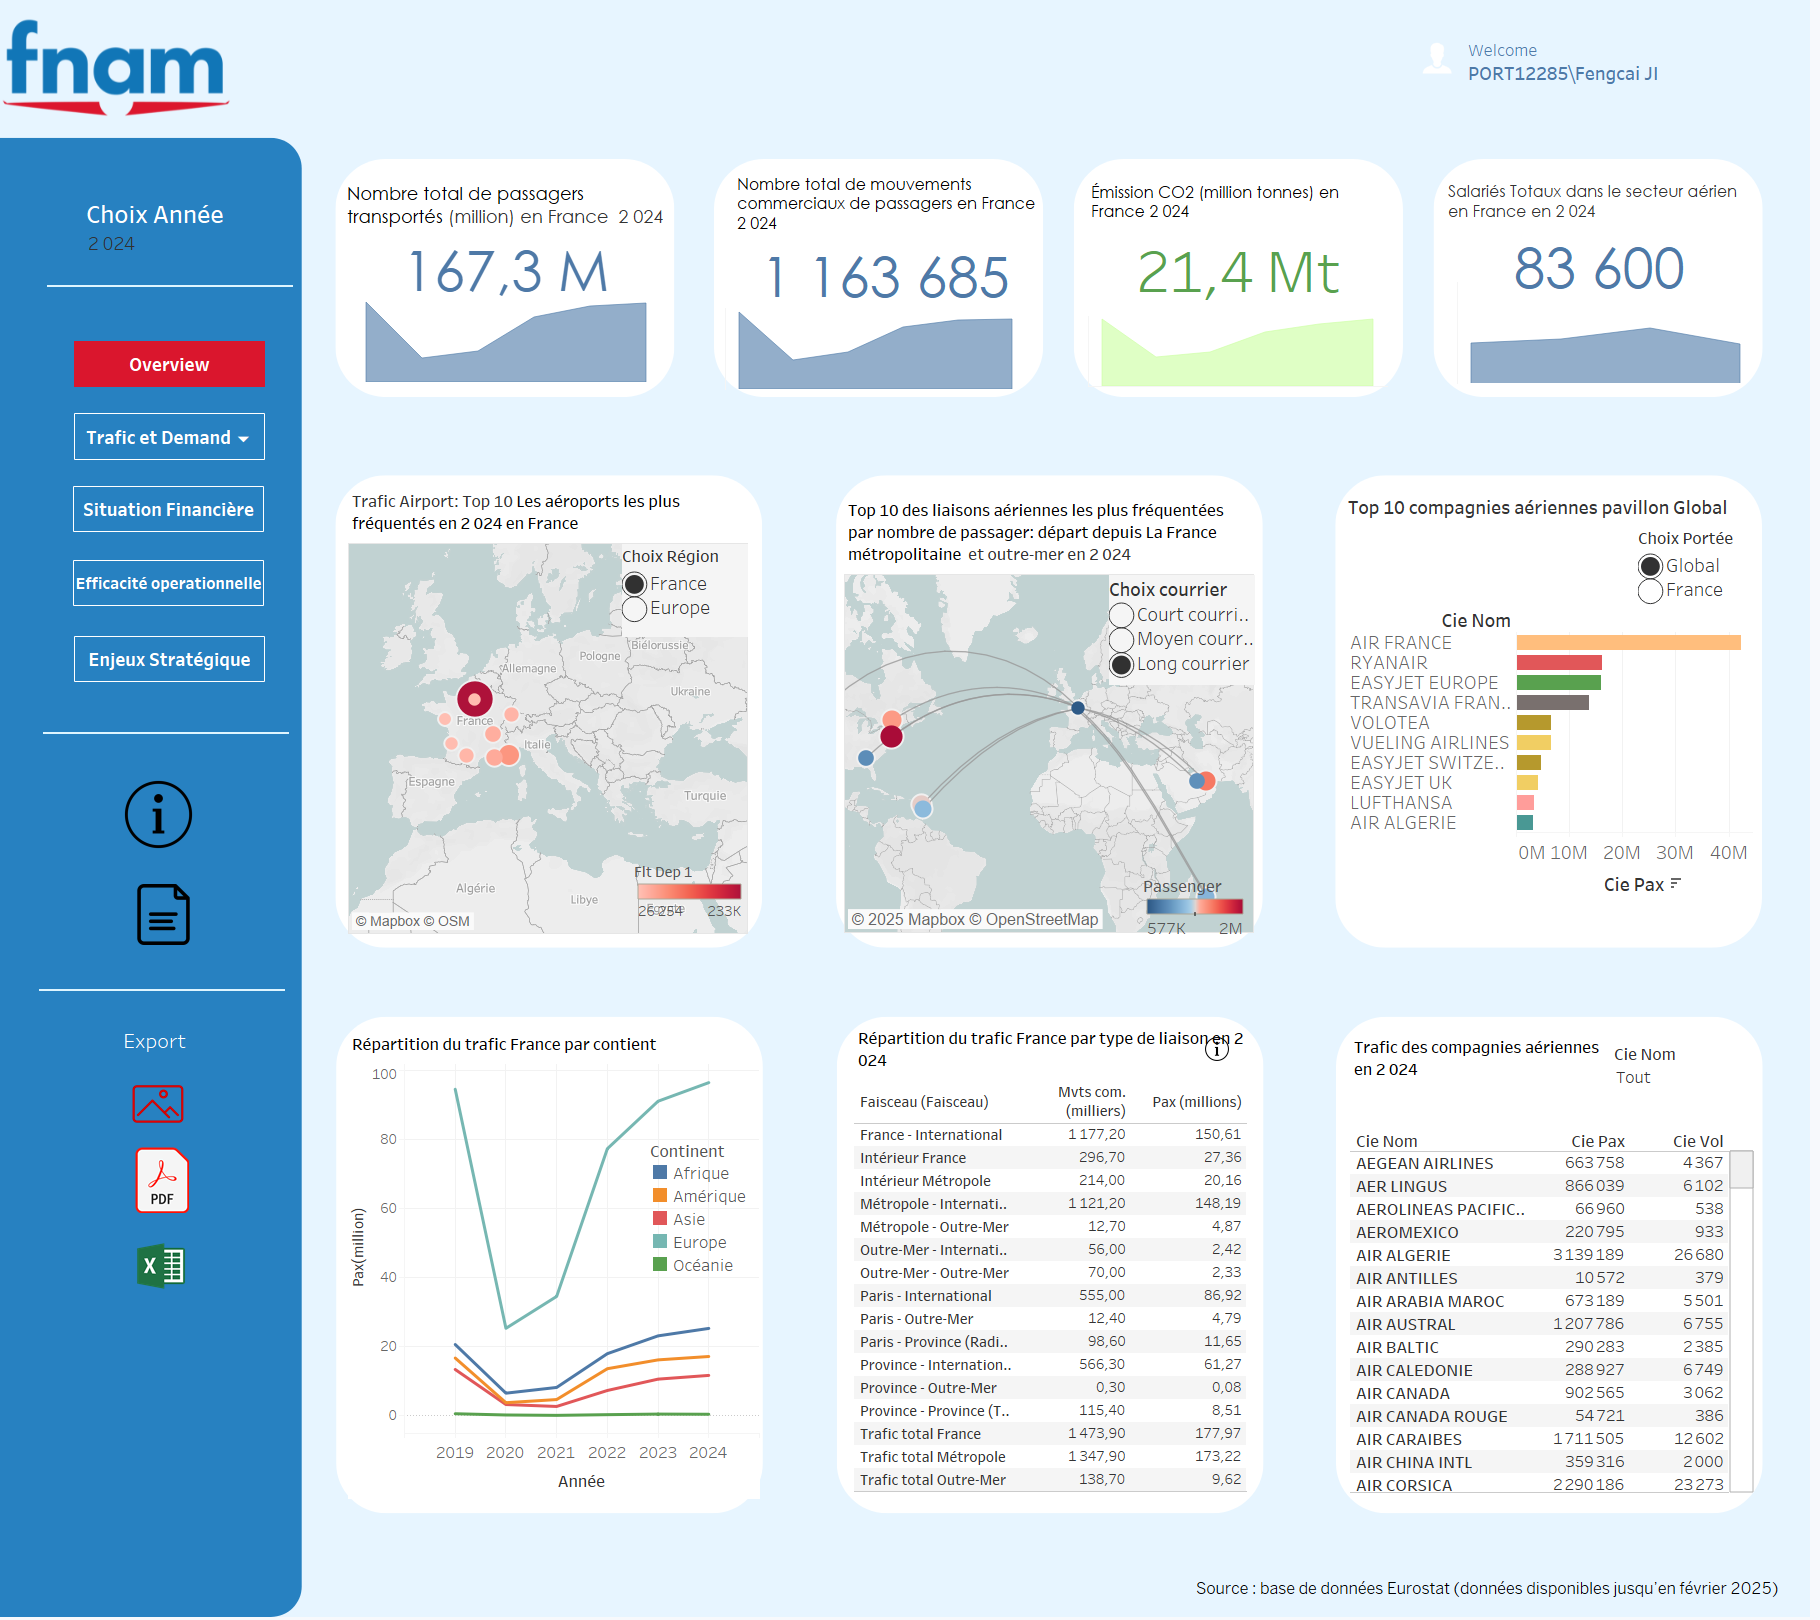 fnam
Welcome
PORT12285\Fengcai JI
Choix Année
2 024
Overview
Trafic et Demand
Situation Financière
Efficacité operationnelle
Enjeux Stratégique
Export
PDF
Nombre total de passagers
transportés (million) en France 2 024
167,3 M
Nombre total de mouvements
commerciaux de passagers en France
2 024
1 163 685
Émission CO2 (million tonnes) en
France 2 024
21,4 Mt
Salariés Totaux dans le secteur aérien
en France en 2 024
83 600
Trafic Airport: Top 10 Les aéroports les plus
fréquentés en 2 024 en France
Choix Région
France
Europe
Biélorussie
Pologne
Allemagne
Ukraine
France
Italie
Espagne
Turquie
Algérie
Libye
Égypte
Flt Dep 1
26 254 233K
© Mapbox © OSM
Top 10 des liaisons aériennes les plus fréquentées
par nombre de passager: départ depuis La France
métropolitaine et outre-mer en 2 024
Choix courrier
Court courri..
Moyen courr..
Long courrier
Passenger
577K 2M
© 2025 Mapbox © OpenStreetMap
Top 10 compagnies aériennes pavillon Global
Choix Portée
Global
France
Cie Nom
AIR FRANCE
RYANAIR
EASYJET EUROPE
TRANSAVIA FRAN..
VOLOTEA
VUELING AIRLINES
EASYJET SWITZE..
EASYJET UK
LUFTHANSA
AIR ALGERIE
0M 10M 20M 30M 40M
Cie Pax
Répartition du trafic France par contient
100
80
60
40
20
0
Pax(million)
Continent
Afrique
Amérique
Asie
Europe
Océanie
2019 2020 2021 2022 2023 2024
Année
Répartition du trafic France par type de liaison en 2
024
Faisceau (Faisceau) Mvts com. (milliers) Pax (millions)
France - International 1 177,20 150,61
Intérieur France 296,70 27,36
Intérieur Métropole 214,00 20,16
Métropole - Internati.. 1 121,20 148,19
Métropole - Outre-Mer 12,70 4,87
Outre-Mer - Internati.. 56,00 2,42
Outre-Mer - Outre-Mer 70,00 2,33
Paris - International 555,00 86,92
Paris - Outre-Mer 12,40 4,79
Paris - Province (Radi.. 98,60 11,65
Province - Internation.. 566,30 61,27
Province - Outre-Mer 0,30 0,08
Province - Province (T.. 115,40 8,51
Trafic total France 1 473,90 177,97
Trafic total Métropole 1 347,90 173,22
Trafic total Outre-Mer 138,70 9,62
Trafic des compagnies aériennes
en 2 024
Cie Nom
Tout
Cie Nom Cie Pax Cie Vol
AEGEAN AIRLINES 663 758 4 367
AER LINGUS 866 039 6 102
AEROLINEAS PACIFIC.. 66 960 538
AEROMEXICO 220 795 933
AIR ALGERIE 3 139 189 26 680
AIR ANTILLES 10 572 379
AIR ARABIA MAROC 673 189 5 501
AIR AUSTRAL 1 207 786 6 755
AIR BALTIC 290 283 2 385
AIR CALEDONIE 288 927 6 749
AIR CANADA 902 565 3 062
AIR CANADA ROUGE 54 721 386
AIR CARAIBES 1 711 505 12 602
AIR CHINA INTL 359 316 2 000
AIR CORSICA 2 290 186 23 273
Source : base de données Eurostat (données disponibles jusqu'en février 2025)